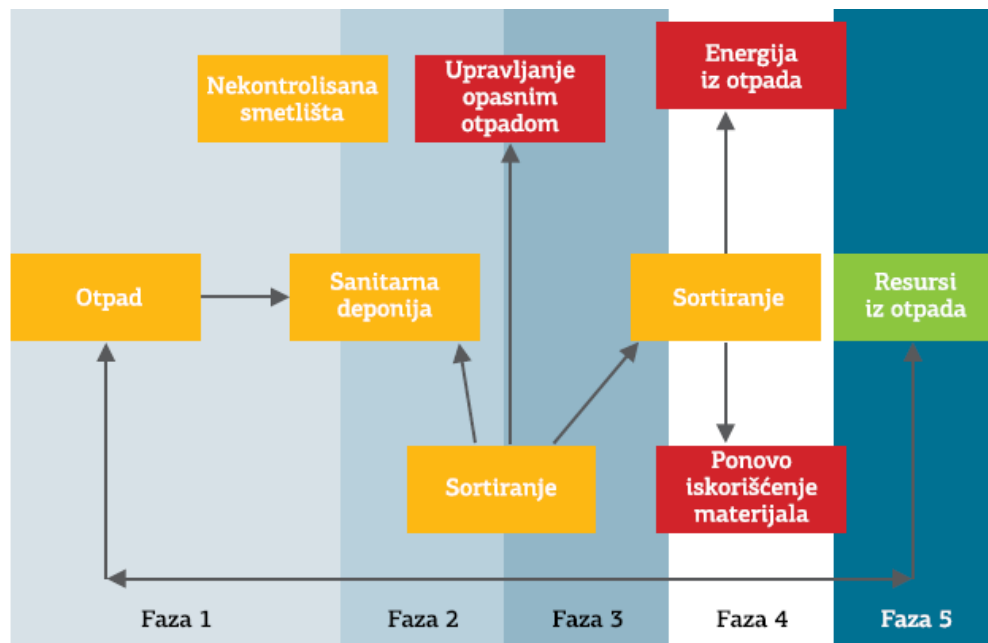 Nekontrolisana
smetlišta
Upravljanje
opasnim
otpadom
Energija
iz otpada
Otpad
Sanitarna
deponija
Sortiranje
Resursi
iz otpada
Sortiranje
Ponovo
iskorišćenje
materijala
Faza 1
Faza 2
Faza 3
Faza 4
Faza 5